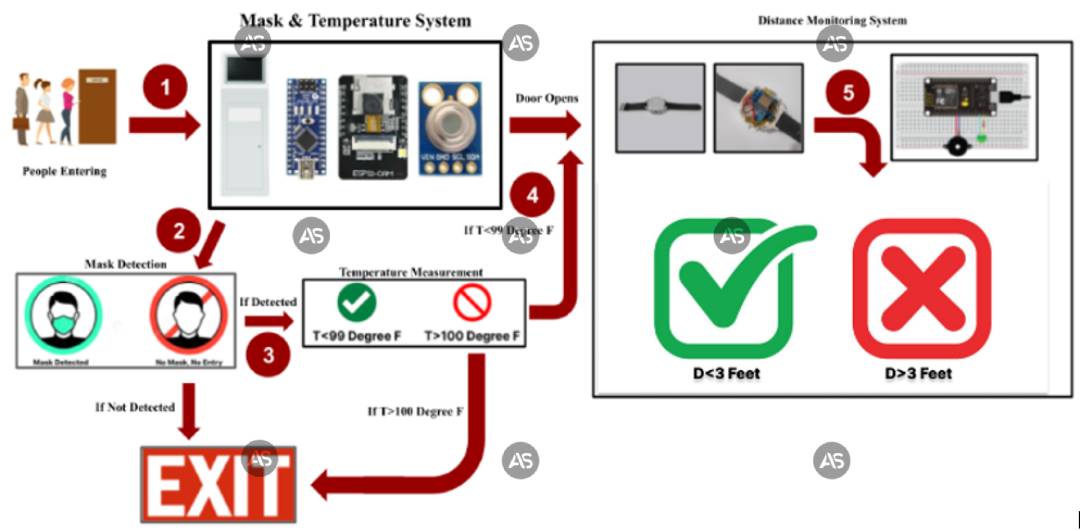 Mask & Temperature System
Distance Monitoring System
AS
AS
AS
1
5
Door Opens
VIN GND SCL SDA
ESP32-CAM
People Entering
4
2
If T<99 Degree F
AS
AS
AS
Mask Detection
Temperature Measurement
If Detected
T<99 Degree F
T>100 Degree F
Mask Detected
No Mask, No Entry
3
D<3 Feet
D>3 Feet
If Not Detected
If T>100 Degree F
EXIT
AS
AS
AS